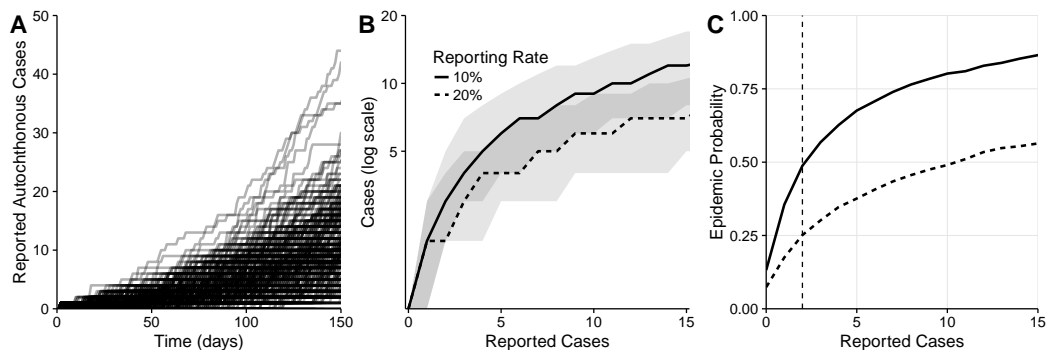 A
Reported Autochthonous Cases
50
40
30
20
10
0
0 50 100 150
Time (days)
B
Cases (log scale)
20
10
5
Reporting Rate
10%
20%
0 5 10 15
Reported Cases
C
Epidemic Probability
1.00
0.75
0.50
0.25
0.00
0 5 10 15
Reported Cases